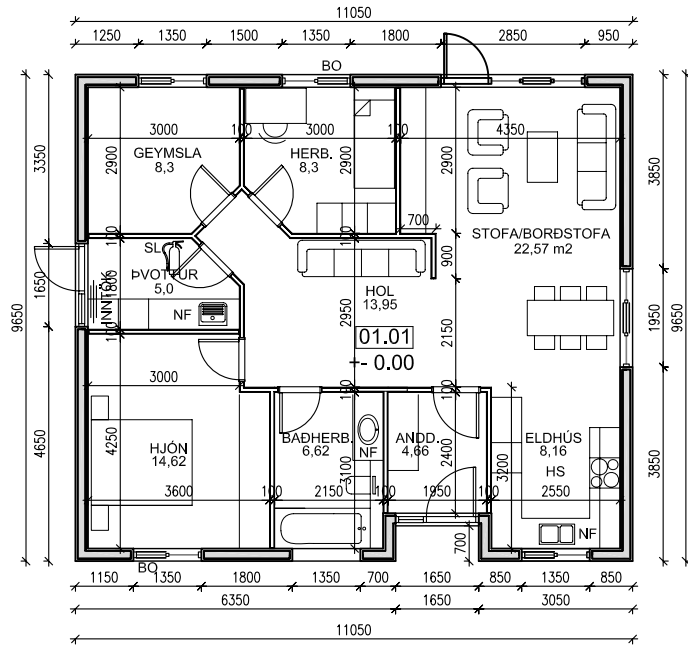 11050
1250 1350 1500 1350 1800 2850 950
BO
3000 100 3000 100 4350
GEYMSLA
8,3
HERB.
8,3
2900 2900 2900
3350
9650
3850
9650
700
STOFA/BORÐSTOFA
22,57 m2
100 100
900
SL
ÞVOTTUR
5,0
INNTÖK
1800
1650
NF
HOL
13,95
2950
01.01
+- 0.00
2150
1950
100
3000
100 100
4650
4250
HJÓN
14,62
BAÐHERB.
6,62
NF
ANDD.
4,66
ELDHÚS
8,16
HS
2400
3200
3100
3850
3600 100 2150 100 1950 100 2550
NF
700
BO
1150 1350 1800 1350 700 1650 850 1350 850
6350 1650 3050
11050